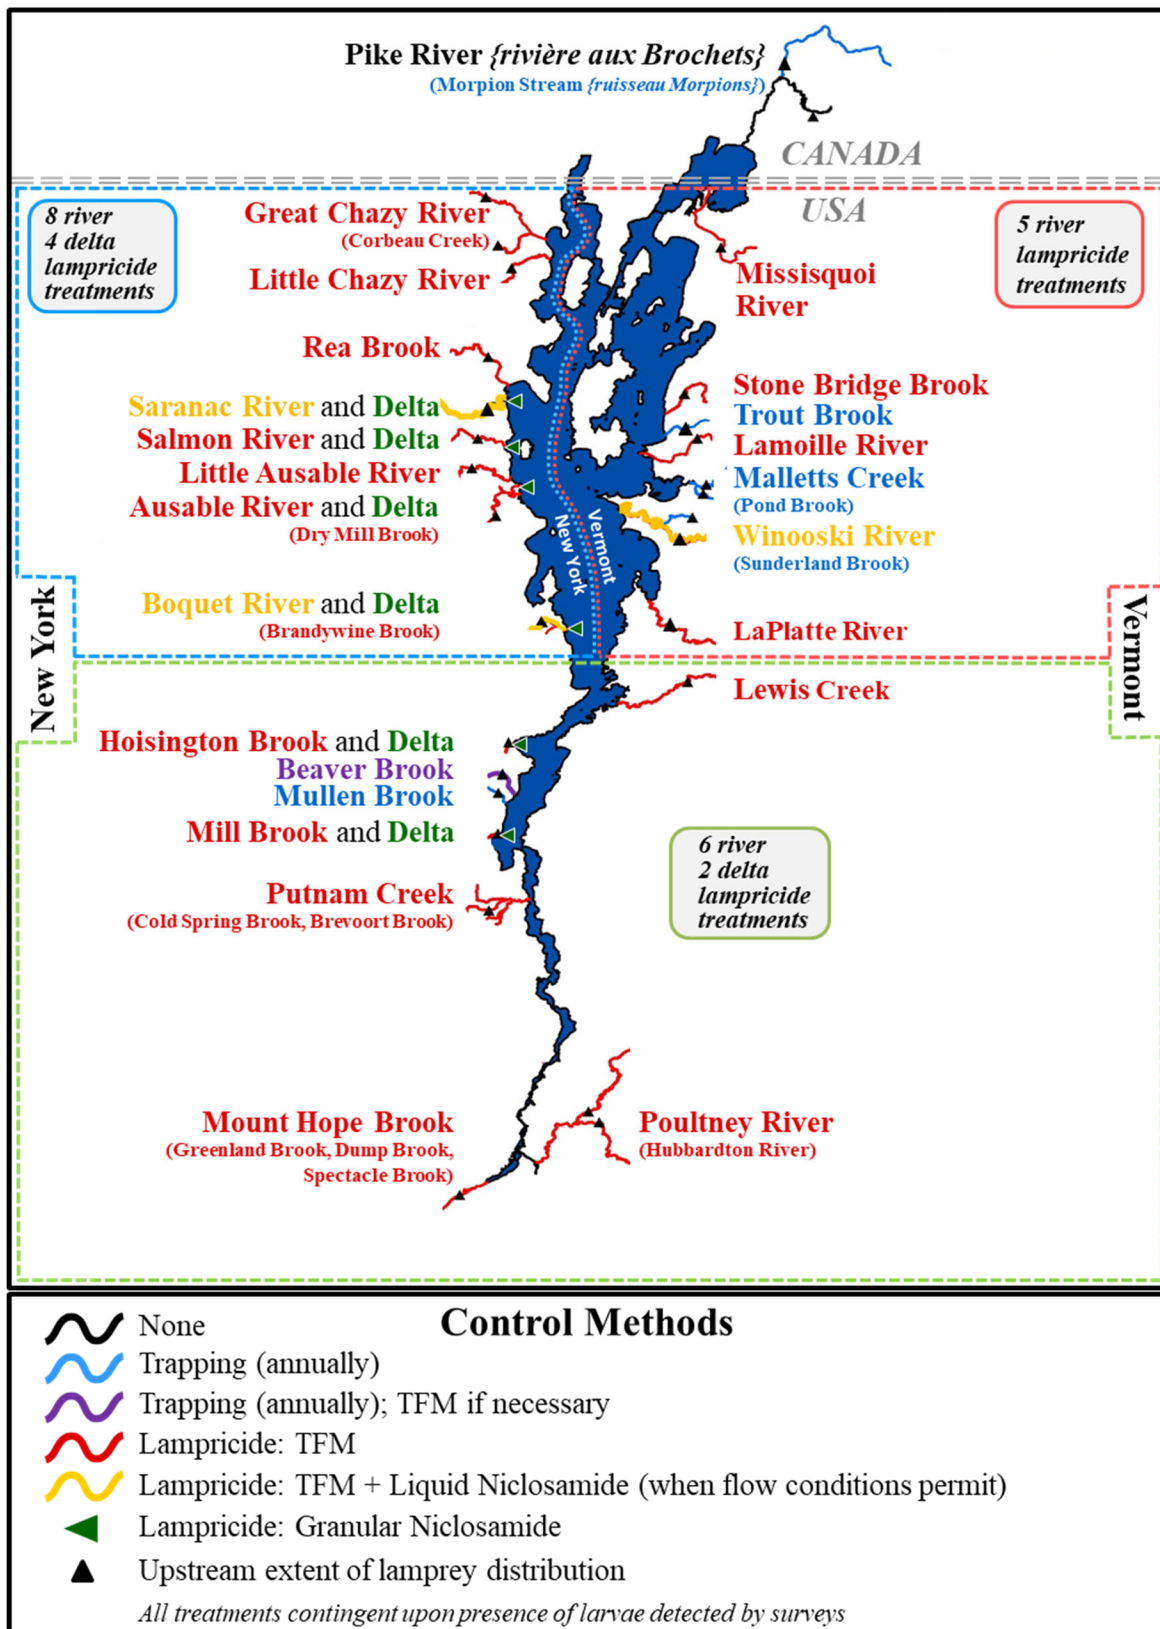 Pike River {rivière aux Brochets}
(Morpion Stream {ruisseau Morpions})
CANADA
USA
8 river
4 delta
lampricide
treatments
5 river
lampricide
treatments
Great Chazy River
(Corbeau Creek)
Little Chazy River
Missisquoi
River
Rea Brook
Stone Bridge Brook
Saranac River and Delta
Trout Brook
Salmon River and Delta
Lamoille River
Little Ausable River
Malletts Creek
(Pond Brook)
Ausable River and Delta
(Dry Mill Brook)
Winooski River
(Sunderland Brook)
Vermont
New York
Boquet River and Delta
(Brandywine Brook)
LaPlatte River
New York
Vermont
Lewis Creek
Hoisington Brook and Delta
Beaver Brook
Mullen Brook
Mill Brook and Delta
6 river
2 delta
lampricide
treatments
Putnam Creek
(Cold Spring Brook, Brevoort Brook)
Mount Hope Brook
(Greenland Brook, Dump Brook,
Spectacle Brook)
Poultney River
(Hubbardton River)
Control Methods
None
Trapping (annually)
Trapping (annually); TFM if necessary
Lampricide: TFM
Lampricide: TFM + Liquid Niclosamide (when flow conditions permit)
Lampricide: Granular Niclosamide
Upstream extent of lamprey distribution
All treatments contingent upon presence of larvae detected by surveys